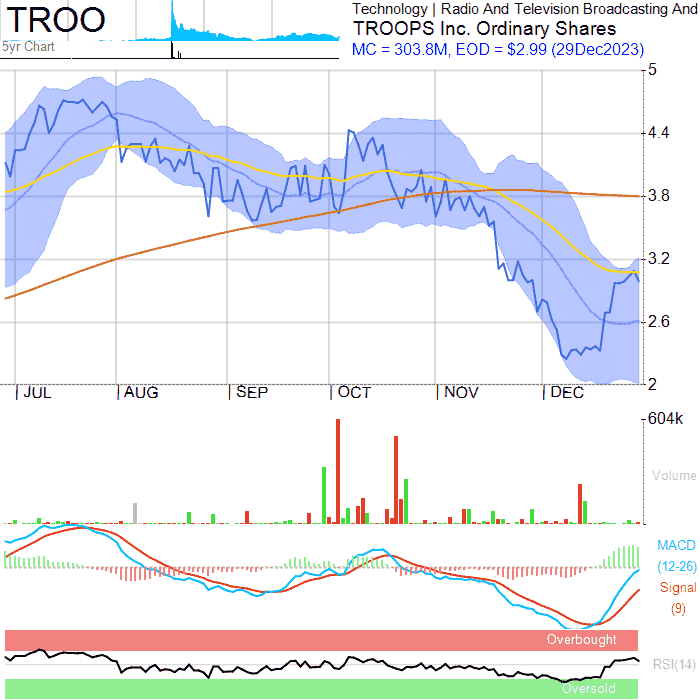 TROO
5yr Chart
Technology | Radio And Television Broadcasting And
TROOPS Inc. Ordinary Shares
MC = 303.8M, EOD = $2.99 (29Dec2023)
5
4.4
3.8
3.2
2.6
2
JUL AUG SEP OCT NOV DEC
604k
Volume
MACD
(12-26)
Signal
(9)
Overbought
RSI(14)
Oversold